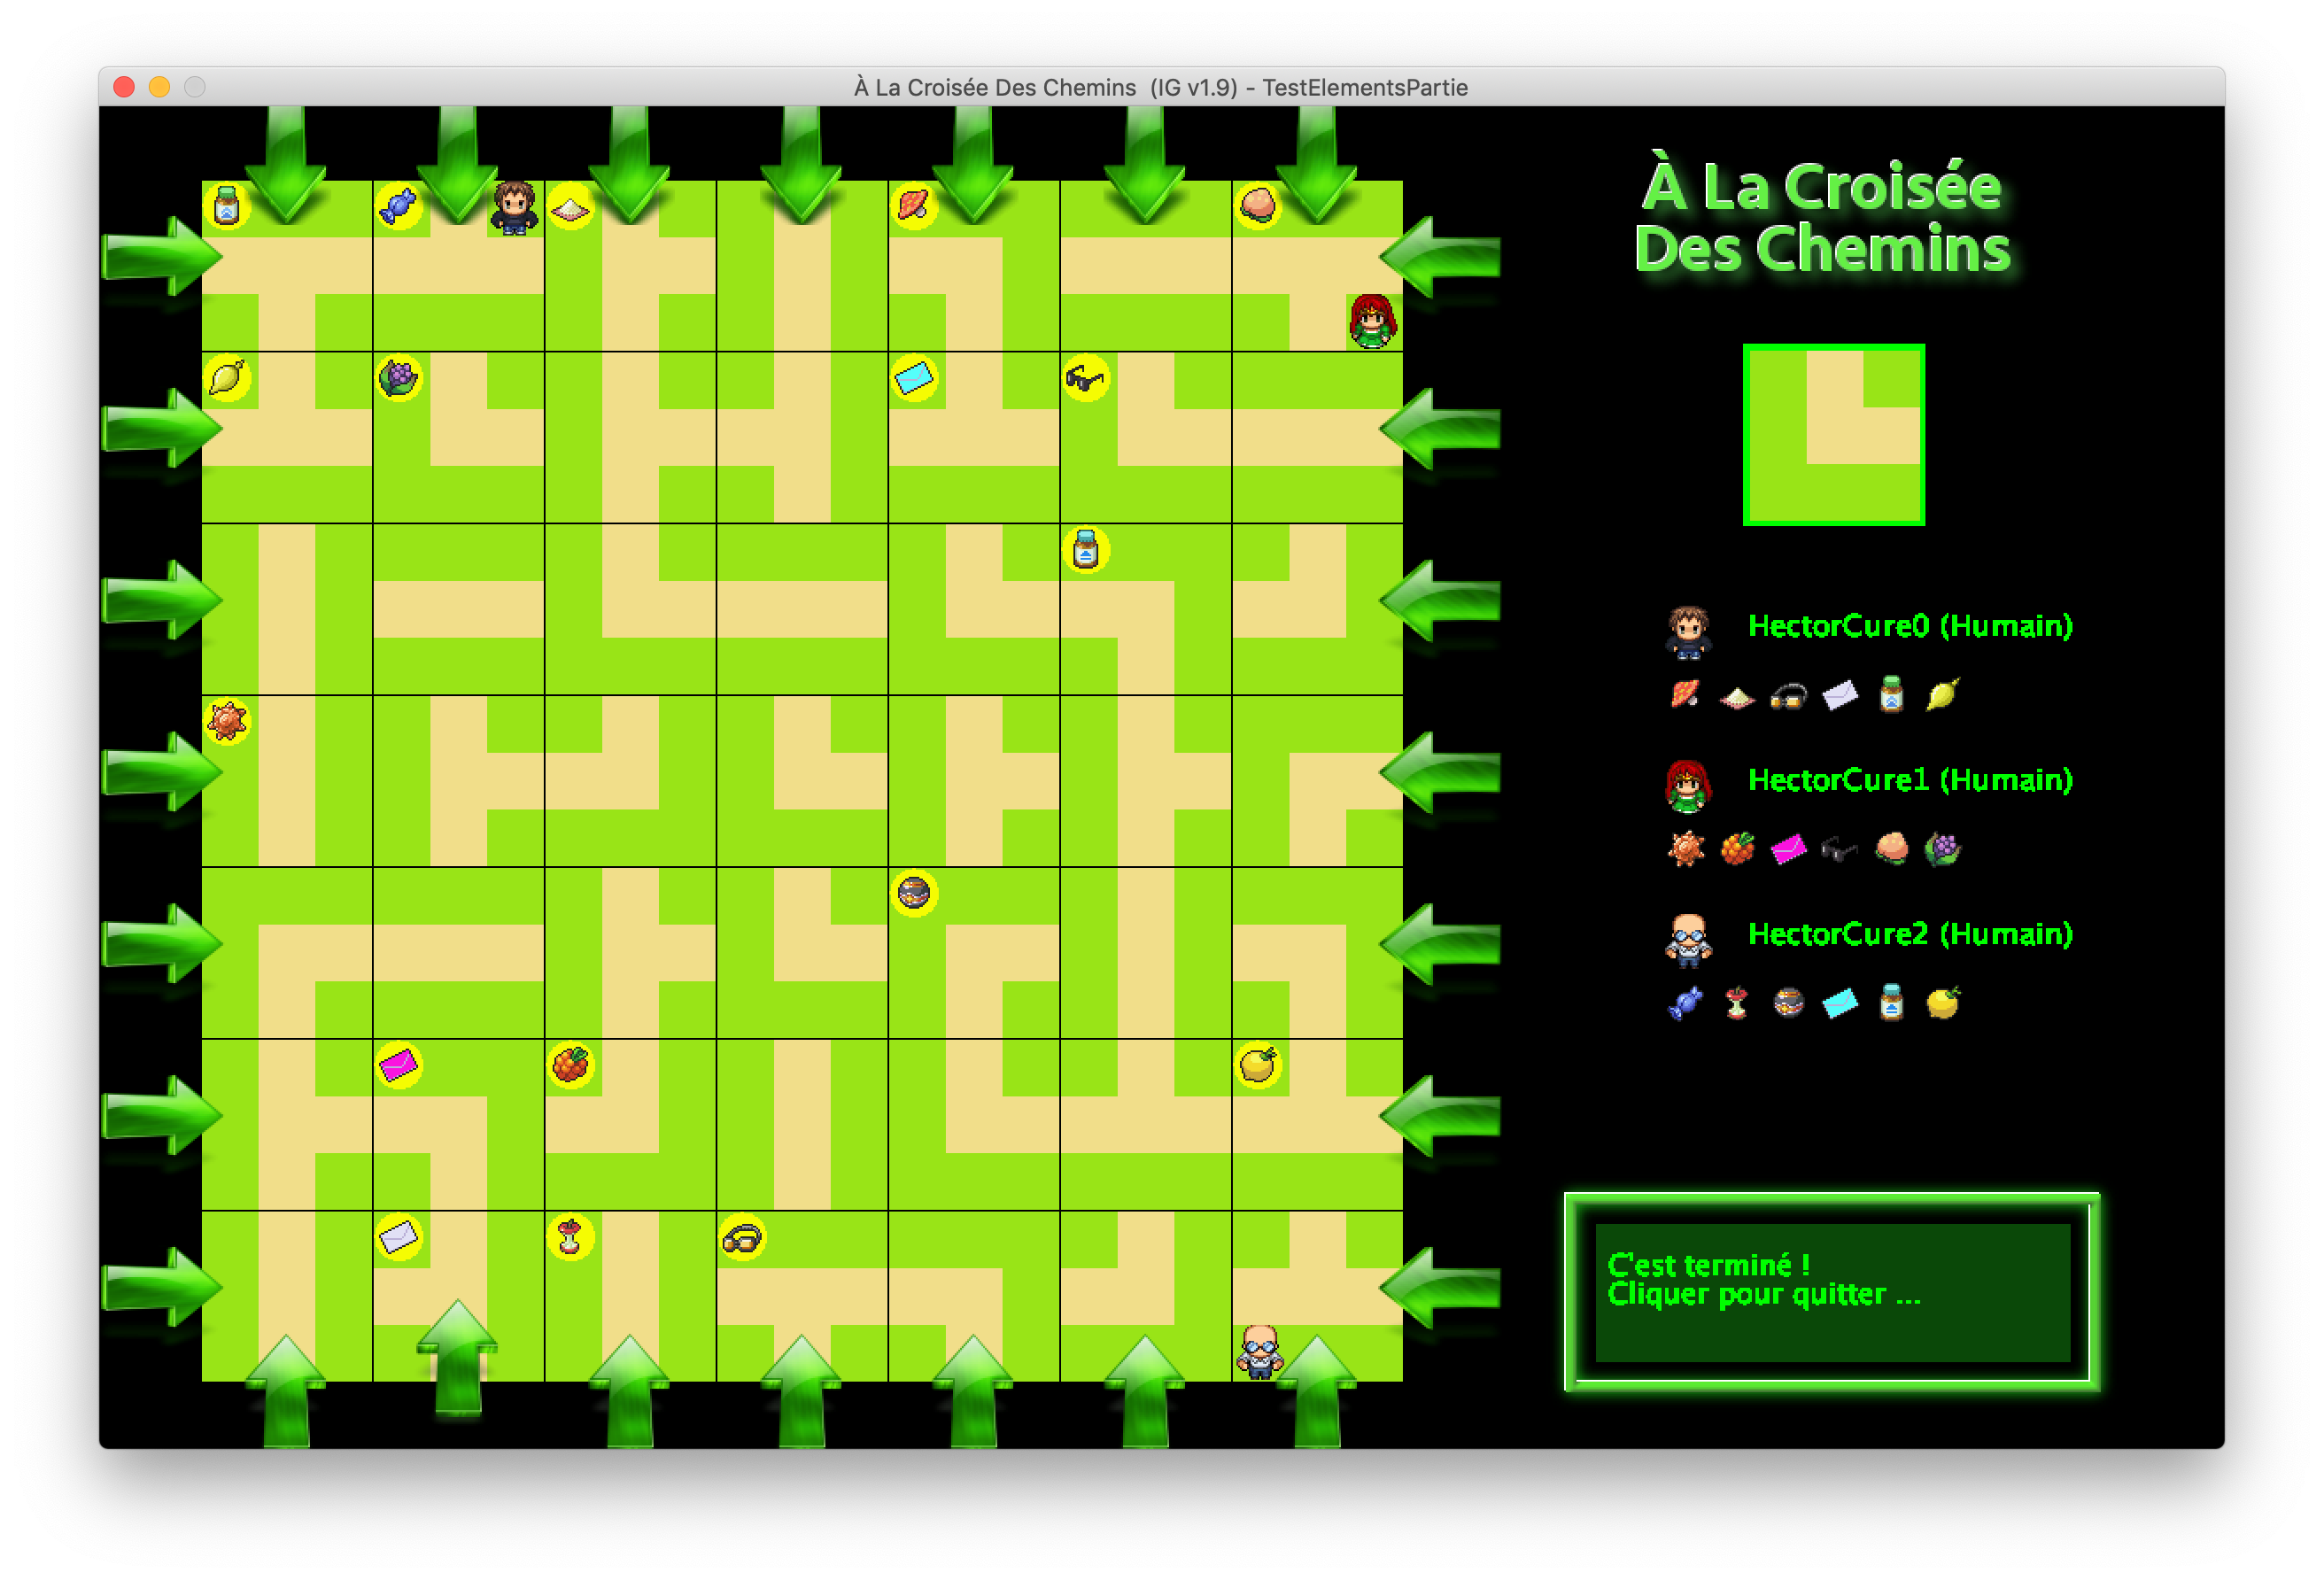 À La Croisée Des Chemins (IG v1.9) - TestElementsPartie
À La Croisée
Des Chemins
HectorCure0 (Humain)
HectorCure1 (Humain)
HectorCure2 (Humain)
C'est terminé !
Cliquer pour quitter ...